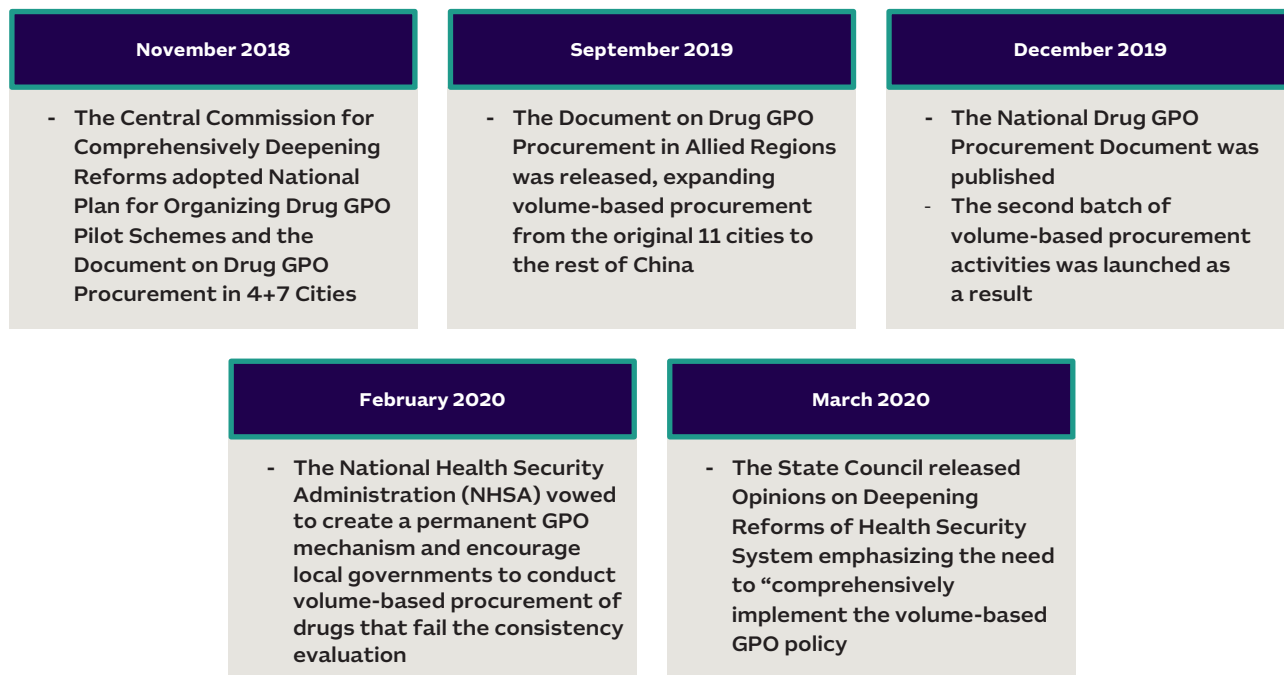 November 2018
- The Central Commission for
Comprehensively Deepening
Reforms adopted National
Plan for Organizing Drug GPO
Pilot Schemes and the
Document on Drug GPO
Procurement in 4+7 Cities
September 2019
- The Document on Drug GPO
Procurement in Allied Regions
was released, expanding
volume-based procurement
from the original 11 cities to
the rest of China
December 2019
- The National Drug GPO
Procurement Document was
published
- The second batch of
volume-based procurement
activities was launched as
a result
February 2020
- The National Health Security
Administration (NHSA) vowed
to create a permanent GPO
mechanism and encourage
local governments to conduct
volume-based procurement of
drugs that fail the consistency
evaluation
March 2020
- The State Council released
Opinions on Deepening
Reforms of Health Security
System emphasizing the need
to “comprehensively
implement the volume-based
GPO policy